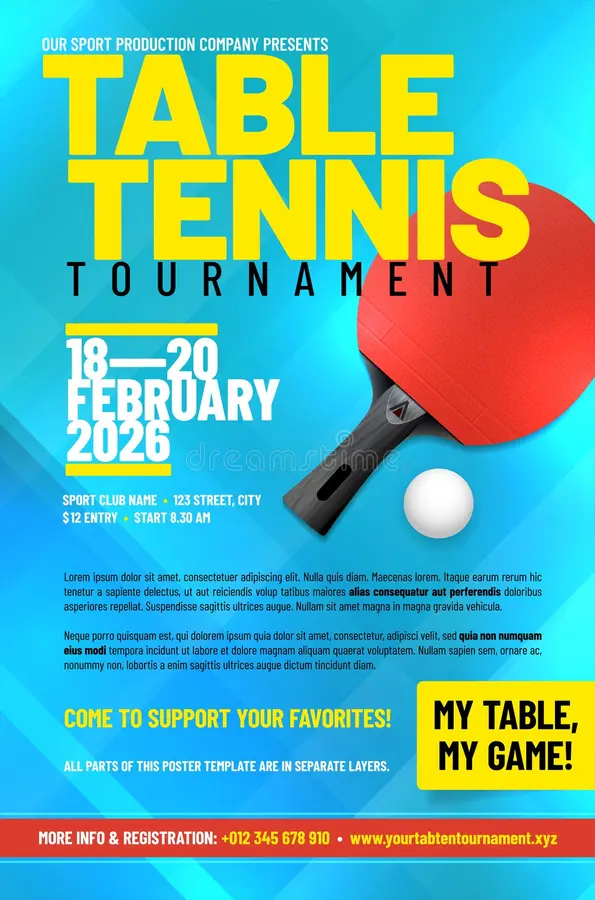 OUR SPORT PRODUCTION COMPANY PRESENTS
TABLE
TENNIS
TOURNAMENT
18—20
FEBRUARY
2026
dreamstime
SPORT CLUB NAME • 123 STREET, CITY
$12 ENTRY • START 8.30 AM
Lorem ipsum dolor sit amet, consectetuer adipiscing elit. Nulla quis diam. Maecenas lorem. Integer nec
tenetur a sapiente delectus, ut aut reiciendis volup tatibus maiores alias consequatur aut perferendis doloribus
asperiores repellat. Suspendisse sagittis ultrices augue. Nullam sit amet magna in magna gravida vehicula.
Neque porro quisquam est, qui dolorem ipsum quia dolor sit amet, consectetur, adipisci velit, sed quia non numquam
eius modi tempora incidunt ut labore et dolore magnam aliquam quaerat voluptatem. Nullam sapien sem, ornare ac,
nonummy non, lobortis a enim sagittis ultrices augue dictum tincidunt diam.
COME TO SUPPORT YOUR FAVORITES!
MY TABLE,
MY GAME!
ALL PARTS OF THIS POSTER TEMPLATE ARE IN SEPARATE LAYERS.
MORE INFO & REGISTRATION: +012 345 678 910 • www.yourtabtentournament.xyz